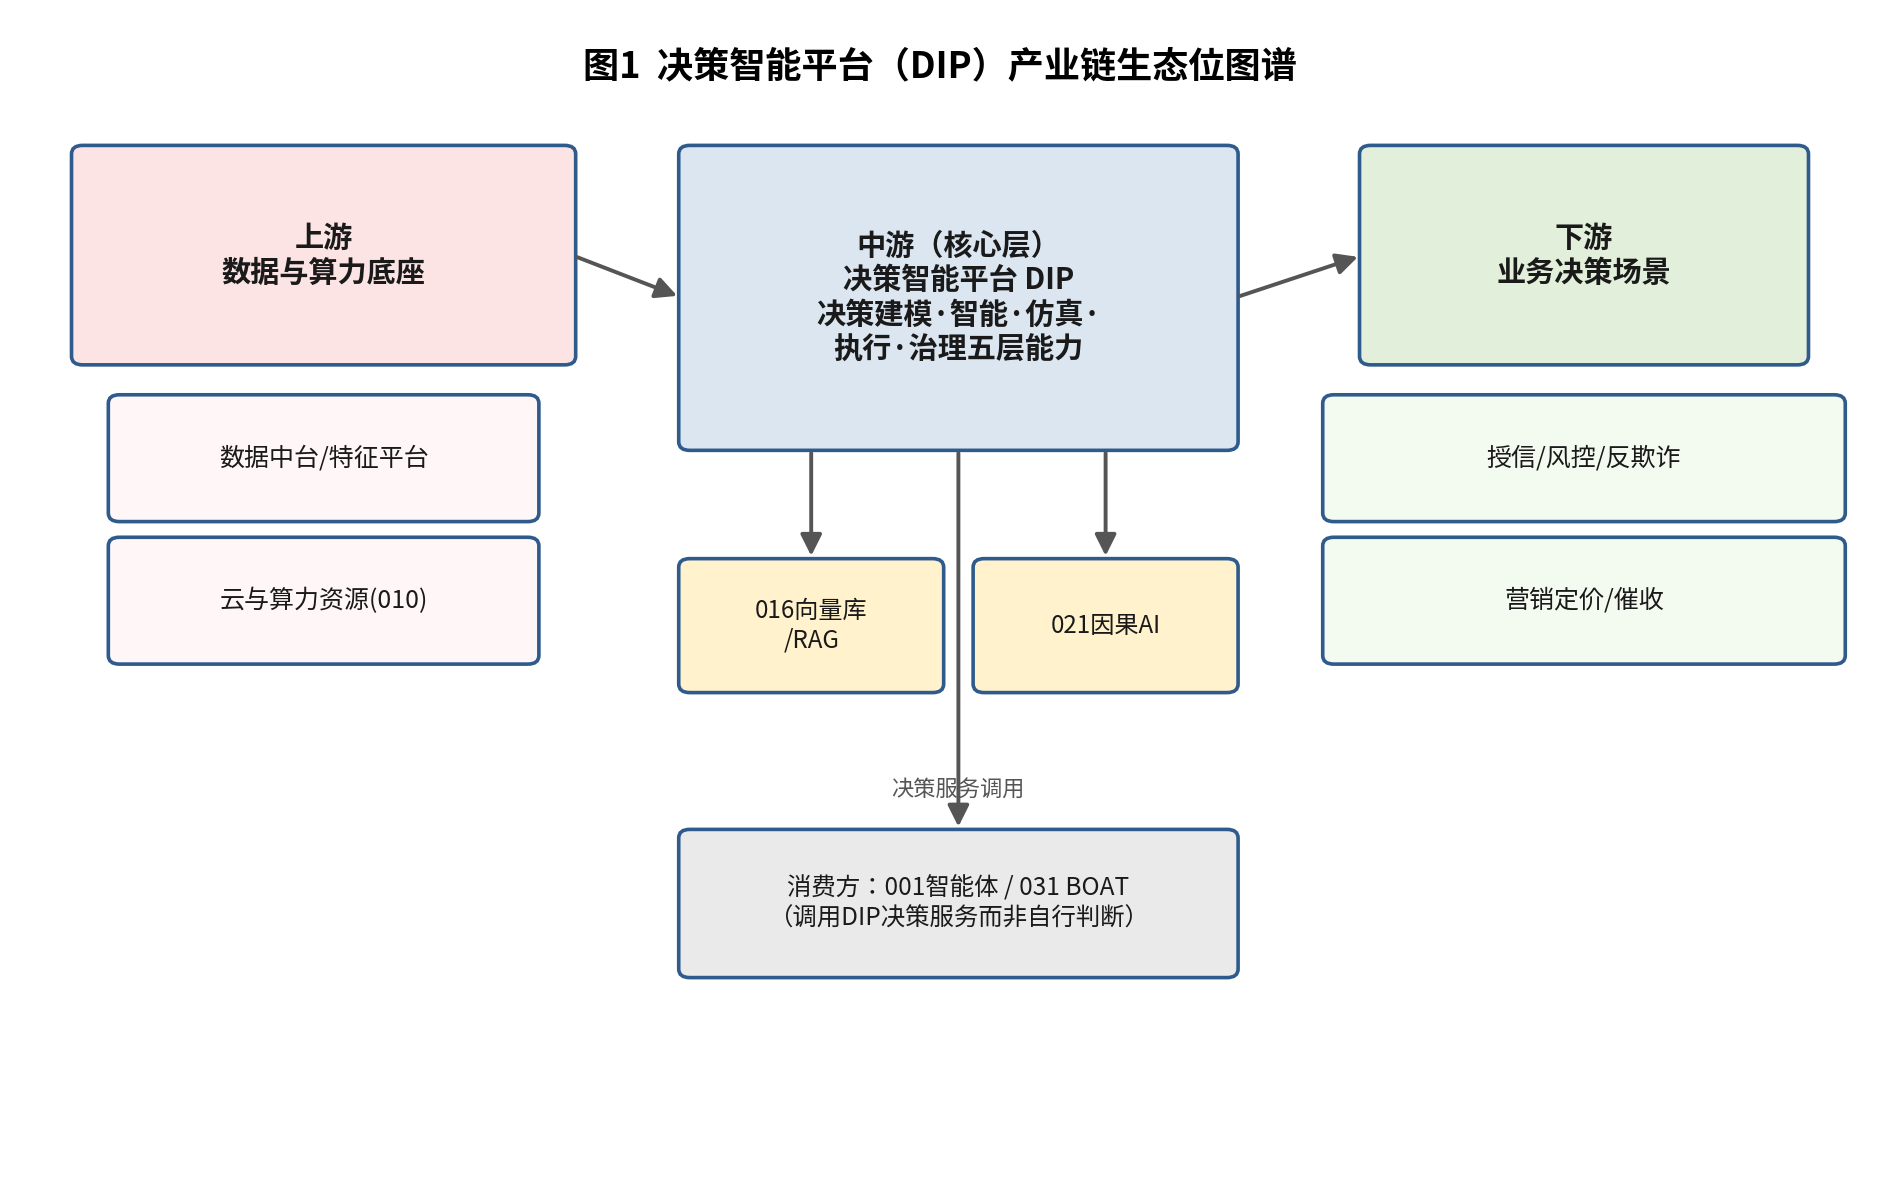 图1 决策智能平台（DIP）产业链生态位图谱
上游
数据与算力底座
中游（核心层）
决策智能平台 DIP
决策建模·智能·仿真·
执行·治理五层能力
下游
业务决策场景
数据中台/特征平台
云与算力资源(010)
016向量库
/RAG
021因果AI
授信/风控/反欺诈
营销定价/催收
决策服务调用
消费方：001智能体 / 031 BOAT
（调用DIP决策服务而非自行判断）